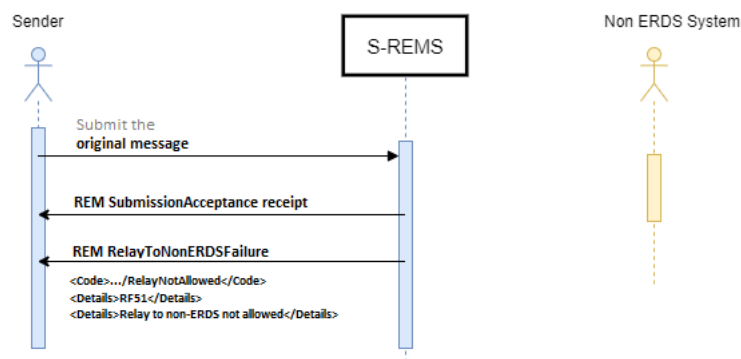 Sender
S-REMS
Non ERDS System
Submit the
original message
REM SubmissionAcceptance receipt
REM RelayToNonERDSFailure
<Code>.../RelayNotAllowed</Code>
<Details>RF51</Details>
<Details>Relay to non-ERDS not allowed</Details>